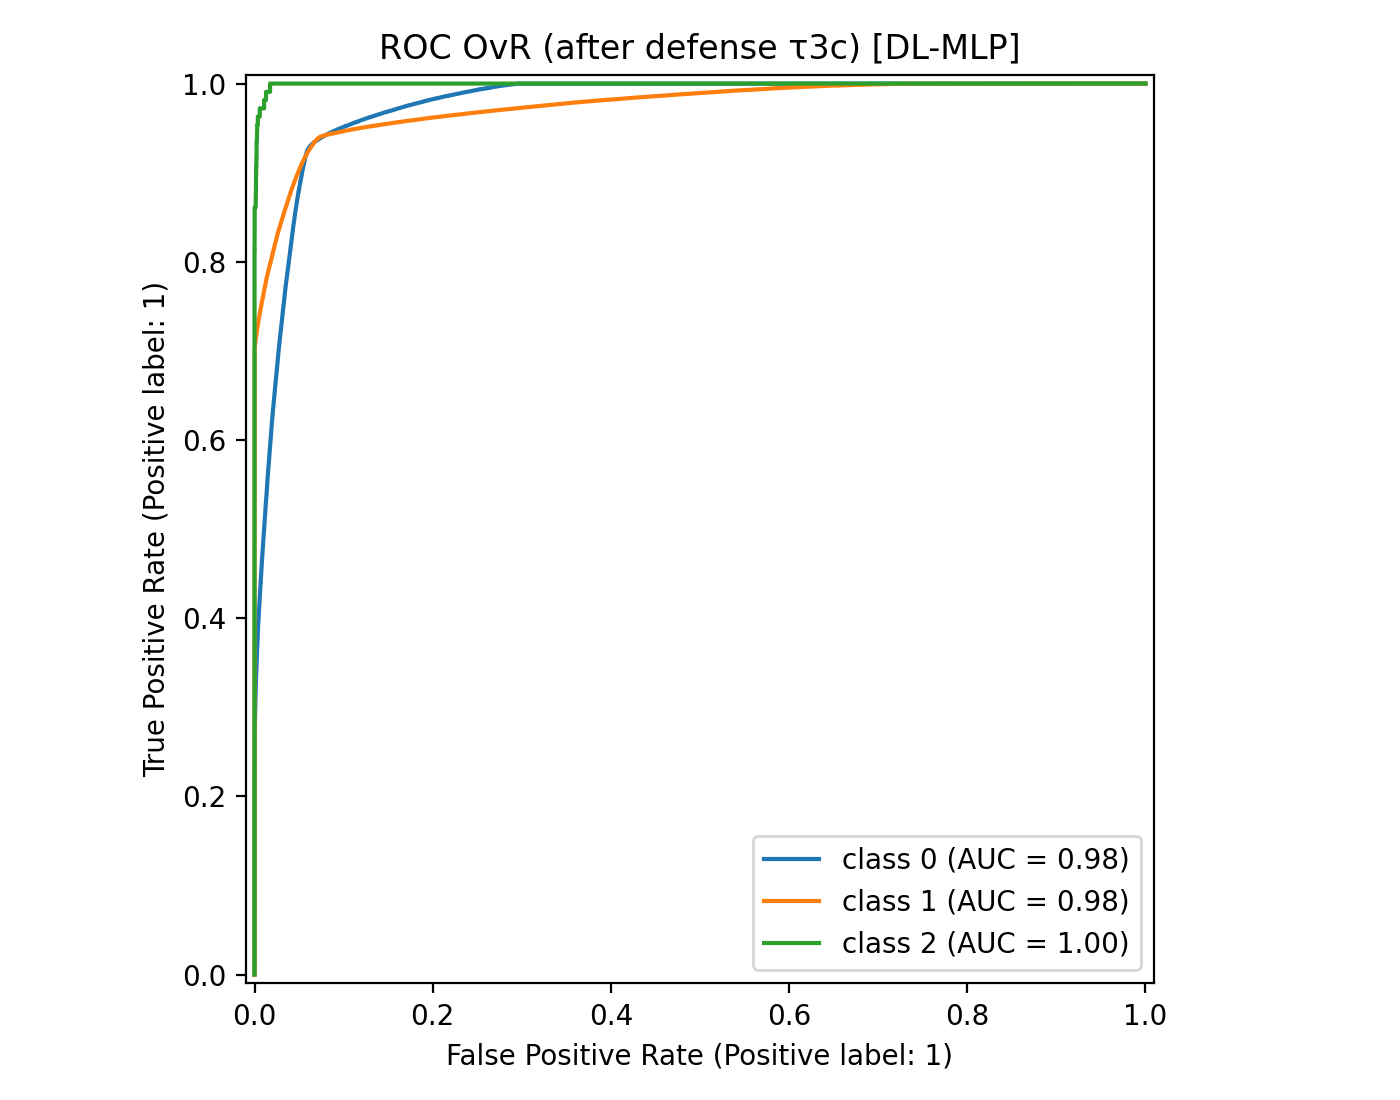 ROC OvR (after defense τ3c) [DL-MLP]
True Positive Rate (Positive label: 1)
1.0
0.8
0.6
0.4
0.2
0.0
class 0 (AUC = 0.98)
class 1 (AUC = 0.98)
class 2 (AUC = 1.00)
0.0 0.2 0.4 0.6 0.8 1.0
False Positive Rate (Positive label: 1)